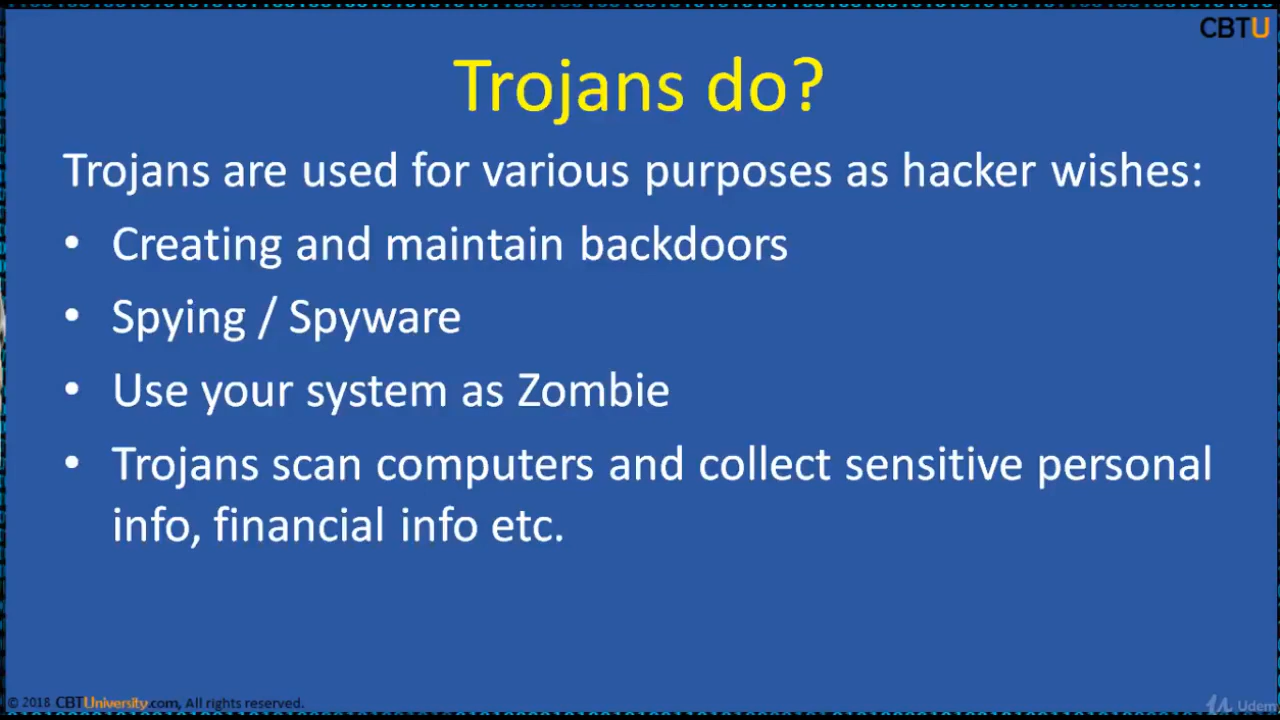 CBTU
Trojans do?
Trojans are used for various purposes as hacker wishes:
• Creating and maintain backdoors
• Spying / Spyware
• Use your system as Zombie
• Trojans scan computers and collect sensitive personal
info, financial info etc.
© 2018 CBTUniversity.com, All rights reserved.
Udem